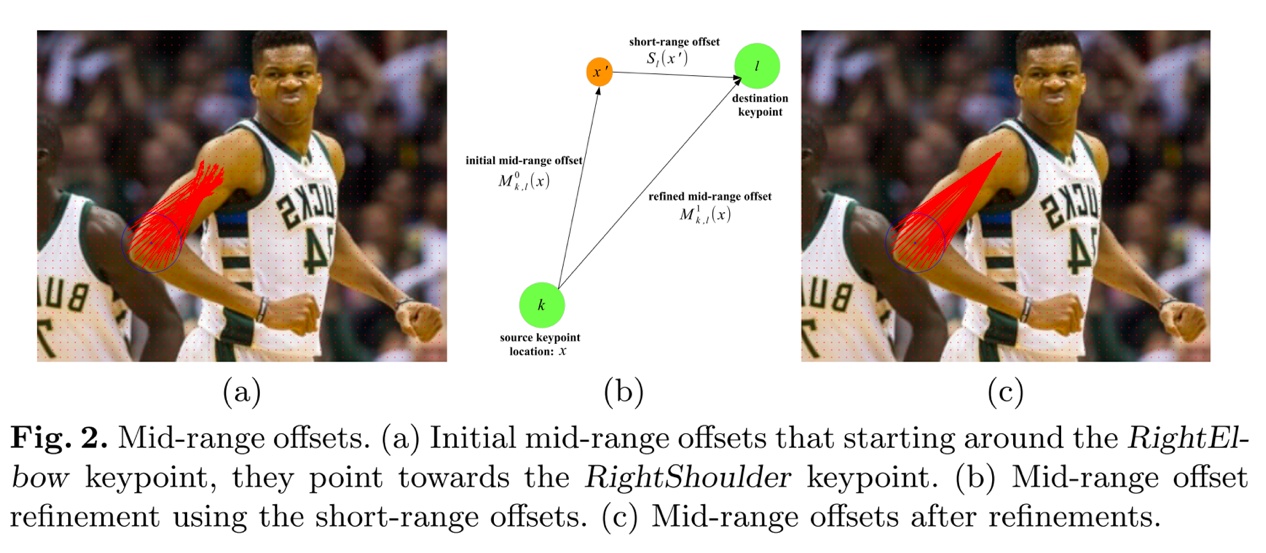 short-range offset
S_l(x')
x'
l
destination
keypoint
initial mid-range offset
M^0_{k,l}(x)
refined mid-range offset
M^1_{k,l}(x)
k
source keypoint
location: x
(a)
(b)
(c)
Fig. 2. Mid-range offsets. (a) Initial mid-range offsets that starting around the RightEl-
bow keypoint, they point towards the RightShoulder keypoint. (b) Mid-range offset
refinement using the short-range offsets. (c) Mid-range offsets after refinements.